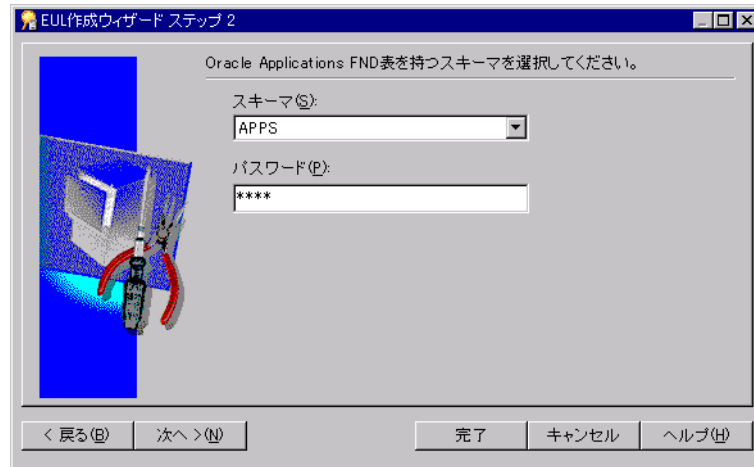 EUL作成ウィザード ステップ 2
Oracle Applications FND表を持つスキーマを選択してください。
スキーマ(S):
APPS
パスワード(P):
****
< 戻る(B)
次へ >(N)
完了
キャンセル
ヘルプ(H)